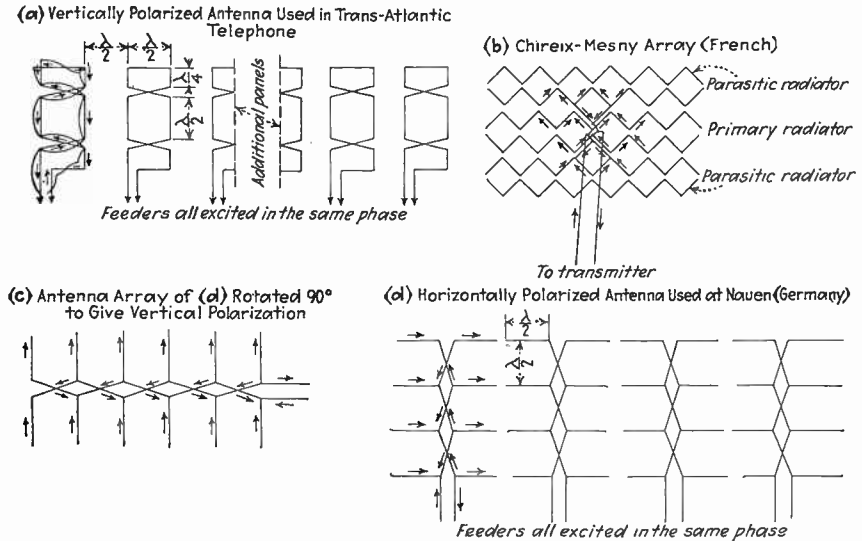 (a) Vertically Polarized Antenna Used in Trans-Atlantic
Telephone
λ/2
λ/2
λ/4
λ/2
Additional panels
Feeders all excited in the same phase
(b) Chireix-Mesny Array (French)
Parasitic radiator
Primary radiator
Parasitic radiator
To transmitter
(c) Antenna Array of (d) Rotated 90°
to Give Vertical Polarization
(d) Horizontally Polarized Antenna Used at Nauen (Germany)
λ/2
λ/2
Feeders all excited in the same phase